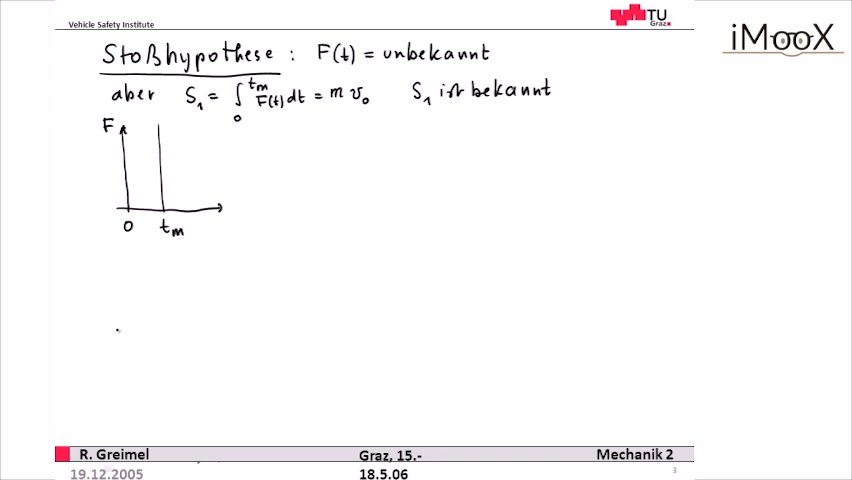 Vehicle Safety Institute
TU
Graz
iMooX
Stoßhypothese : F(t) = unbekannt
aber S₁ = ∫₀^tm F(t) dt = m v₀ S₁ ist bekannt
F
0 tm
R. Greimel Graz, 15.- Mechanik 2
19.12.2005 18.5.06 3